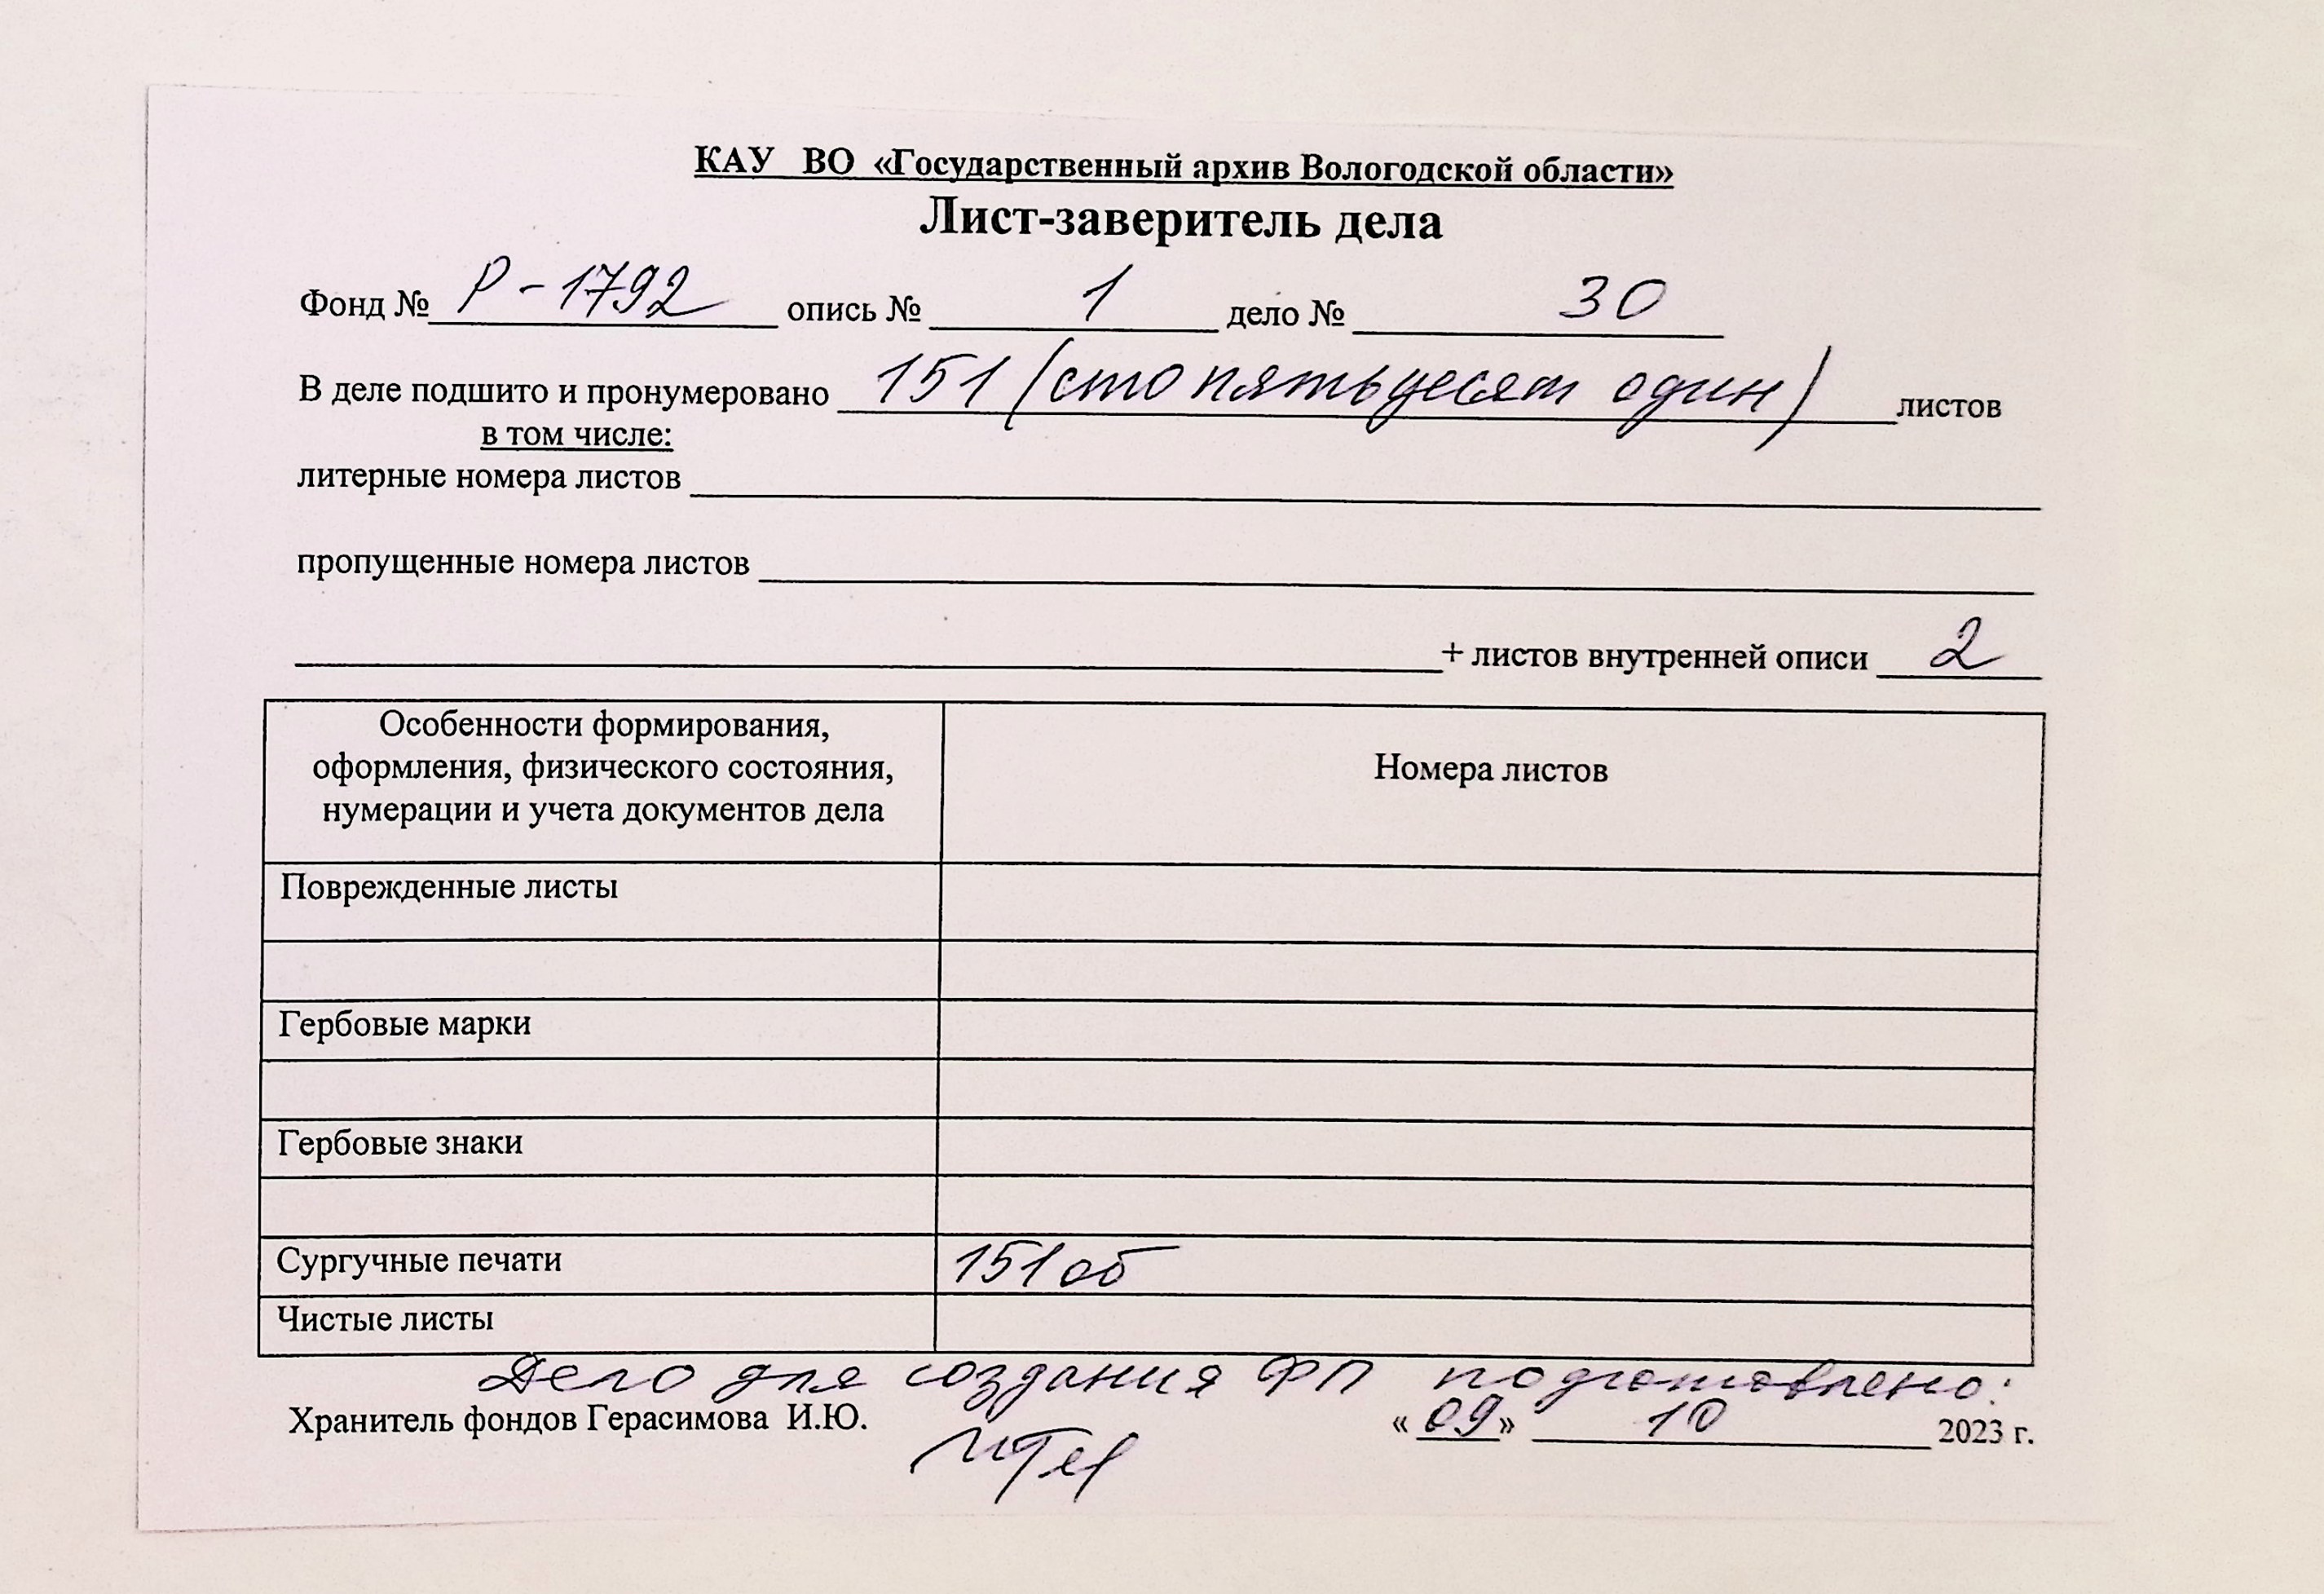 КАУ ВО «Государственный архив Вологодской области»
Лист-заверитель дела
Фонд № Р-1792 опись № 1 дело № 30
В деле подшито и пронумеровано 151 (сто пятьдесят один) листов
в том числе:
литерные номера листов
пропущенные номера листов
+ листов внутренней описи 2
Особенности формирования,
оформления, физического состояния,
нумерации и учета документов дела
Номера листов
Поврежденные листы
Гербовые марки
Гербовые знаки
Сургучные печати 151об
Чистые листы
Дело для создания ФП подготовлено:
Хранитель фондов Герасимова И.Ю. «09» 10 2023 г.